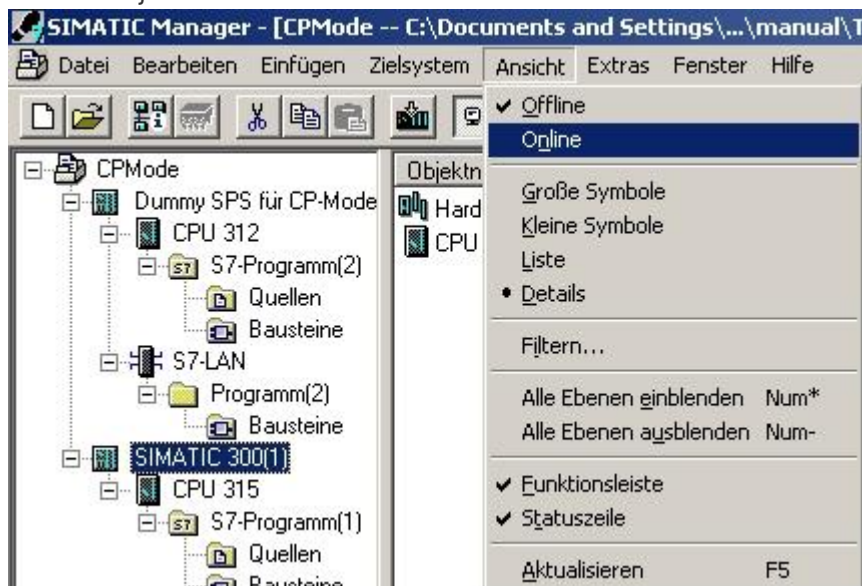 SIMATIC Manager - [CPMode -- C:\Documents and Settings\...\manual\
Datei Bearbeiten Einfügen Zielsystem Ansicht Extras Fenster Hilfe
Offline
Online
Große Symbole
Kleine Symbole
Liste
Details
Filtern...
Alle Ebenen einblenden Num*
Alle Ebenen ausblenden Num-
Funktionsleiste
Statuszeile
Aktualisieren F5
CPMode
Dummy SPS für CP-Mode
CPU 312
S7-Programm(2)
Quellen
Bausteine
S7-LAN
Programm(2)
Bausteine
SIMATIC 300(1)
CPU 315
S7-Programm(1)
Quellen
Bausteine
Objektn
Hard
CPU